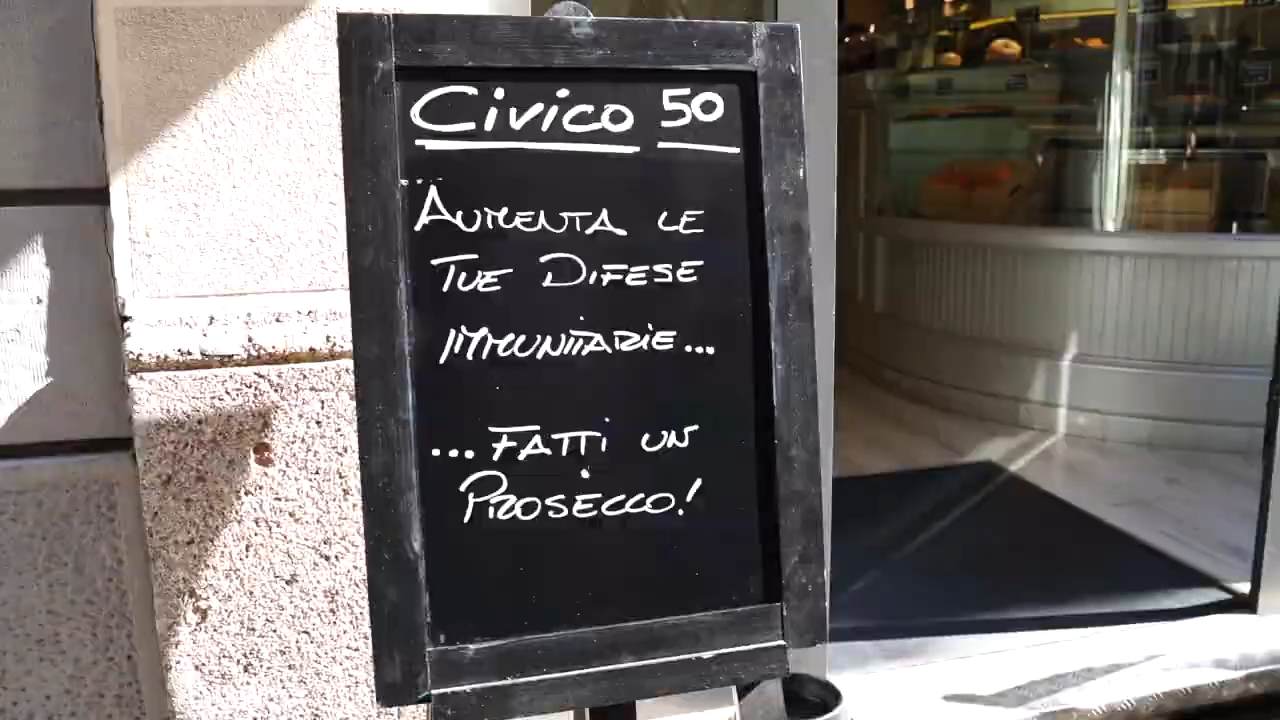 Civico 50
AUMENTA LE
TUE DIFESE
IMMUNITARIE...
...FATTI UN
PROSECCO!